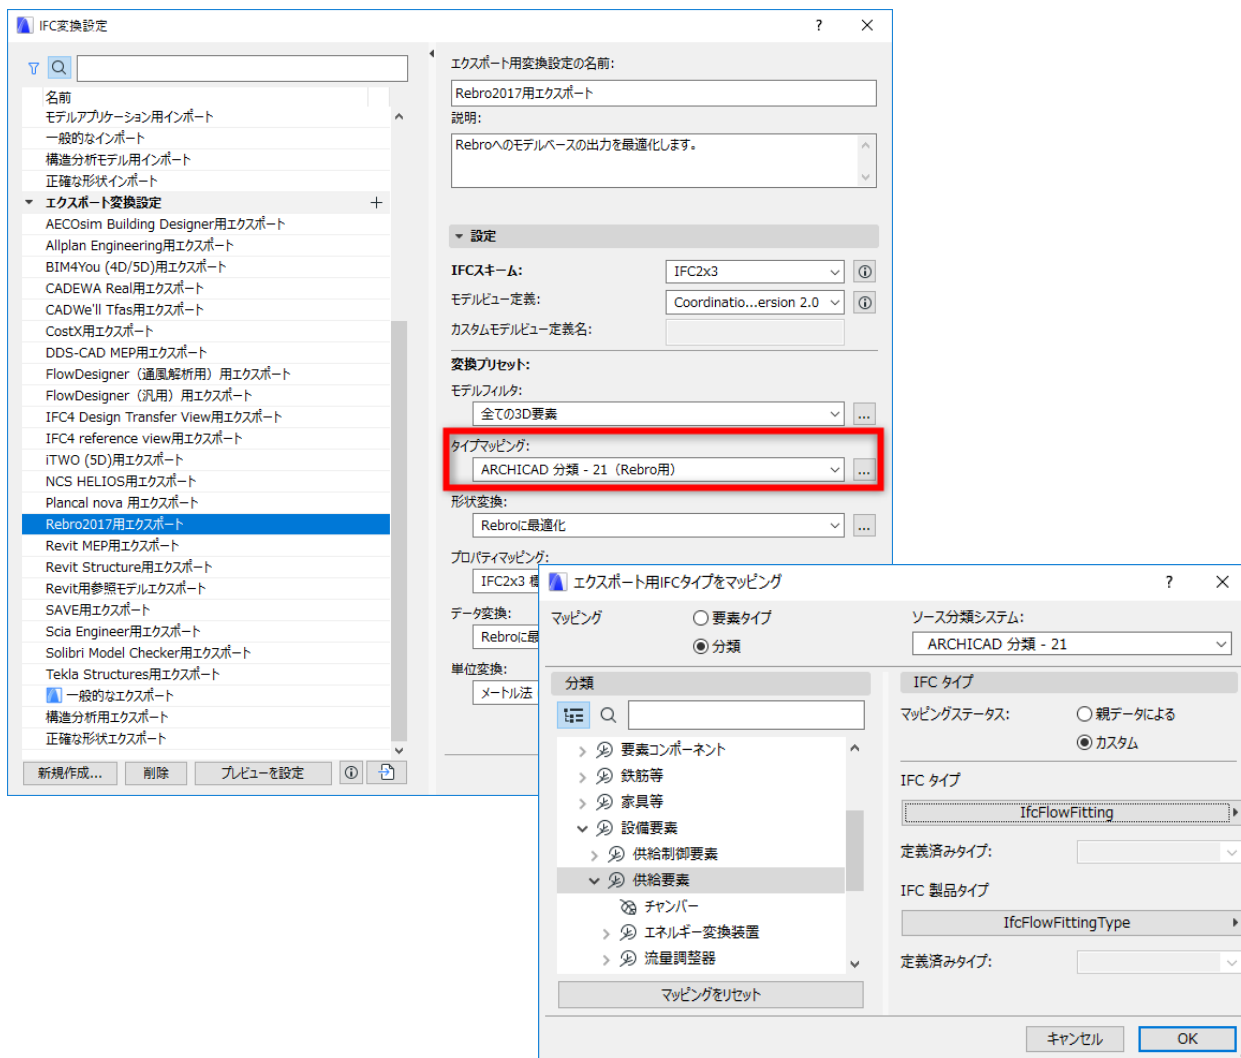 IFC変換設定
?
名前
モデルアプリケーション用インポート
一般的なインポート
構造分析モデル用インポート
正確な形状インポート
エクスポート変換設定
AECOsim Building Designer用エクスポート
Allplan Engineering用エクスポート
BIM4You (4D/5D)用エクスポート
CADEWA Real用エクスポート
CADWe'll Tfas用エクスポート
CostX用エクスポート
DDS-CAD MEP用エクスポート
FlowDesigner（通風解析用）用エクスポート
FlowDesigner（汎用）用エクスポート
IFC4 Design Transfer View用エクスポート
IFC4 reference view用エクスポート
iTWO (5D)用エクスポート
NCS HELIOS用エクスポート
Plancal nova 用エクスポート
Rebro2017用エクスポート
Revit MEP用エクスポート
Revit Structure用エクスポート
Revit用参照モデルエクスポート
SAVE用エクスポート
Scia Engineer用エクスポート
Solibri Model Checker用エクスポート
Tekla Structures用エクスポート
一般的なエクスポート
構造分析用エクスポート
正確な形状エクスポート
新規作成...
削除
プレビューを設定
エクスポート用変換設定の名前:
Rebro2017用エクスポート
説明:
Rebroへのモデルベースの出力を最適化します。
設定
IFCスキーム:
IFC2x3
モデルビュー定義:
Coordinatio...ersion 2.0
カスタムモデルビュー定義名:
変換プリセット:
モデルフィルタ:
全ての3D要素
...
タイプマッピング:
ARCHICAD 分類 - 21（Rebro用）
...
形状変換:
Rebroに最適化
...
プロパティマッピング:
IFC2x3
データ変換:
Rebroに最
単位変換:
メートル法
エクスポート用IFCタイプをマッピング
?
マッピング
要素タイプ
分類
ソース分類システム:
ARCHICAD 分類 - 21
分類
要素コンポーネント
鉄筋等
家具等
設備要素
供給制御要素
供給要素
チャンバー
エネルギー変換装置
流量調整器
マッピングをリセット
IFC タイプ
マッピングステータス:
親データによる
カスタム
IFC タイプ
IfcFlowFitting
定義済みタイプ:
IFC 製品タイプ
IfcFlowFittingType
定義済みタイプ:
キャンセル
OK